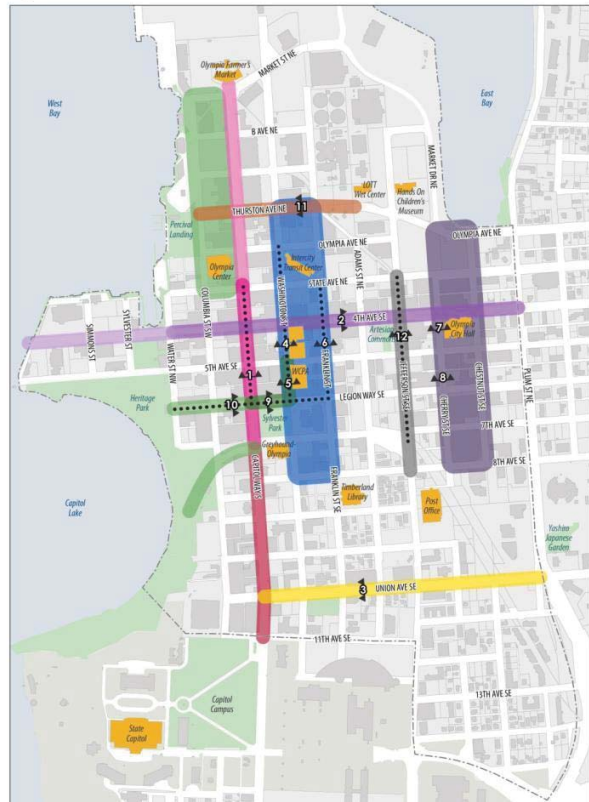 Olympic Farmer's
Market
MARKET ST NE
West
Bay
East
Bay
B AVE NE
MARKET DR NE
LOTT
Wet Center
Hands On
Children's
Museum
11
THURSTON AVE NE
Percival
Landing
OLYMPIA AVE NE
OLYMPIA AVE NE
Intercity
Transit Center
ADAMS ST NE
Olympia
Center
STATE AVE NE
COLUMBIA ST NW
WASHINGTON ST
SYLVESTER ST
SIMMONS ST
WATER ST NW
4TH AVE SE
2
7
Olympia
City Hall
Artesian
Commons
12
4
6
5TH AVE SE
WCPA
FRANKLIN ST
JEFFERSON ST SE
CHESTNUT ST SE
PLUM ST NE
1
5
8
CHERRY ST SE
Heritage
Park
10
9
LEGION WAY SE
Sylvester
Park
7TH AVE SE
Greyhound-
Olympia
8TH AVE SE
CAPITOL WAY S
FRANKLIN ST SE
Timberland
Library
Post
Office
Capitol
Lake
Yashiro
Japanese
Garden
3
UNION AVE SE
11TH AVE SE
Capitol
Campus
13TH AVE SE
State
Capitol